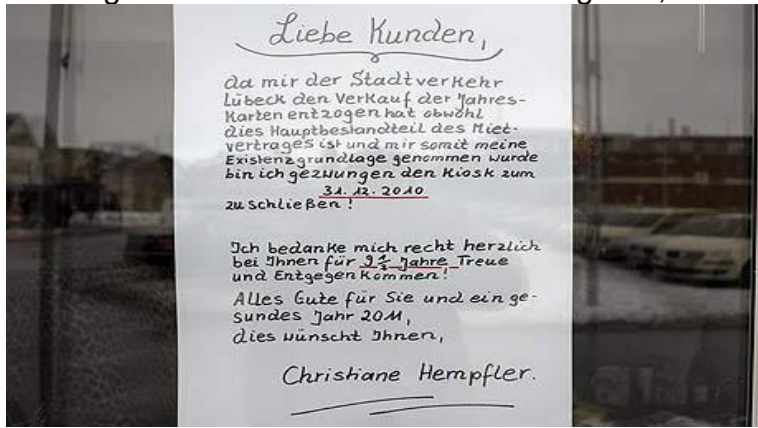 Liebe Kunden,
da mir der Stadtverkehr
Lübeck den Verkauf der Jahres-
Karten entzogen hat obwohl
dies Hauptbestandteil des Miet-
vertrages ist und mir somit meine
Existenzgrundlage genommen wurde
bin ich gezwungen den Kiosk zum
31.12.2010
zu schließen!
Ich bedanke mich recht herzlich
bei Ihnen für 9½ Jahre Treue
und Entgegenkommen!
Alles Gute für Sie und ein ge-
sundes Jahr 2011,
dies wünscht Ihnen,
Christiane Hempfler.